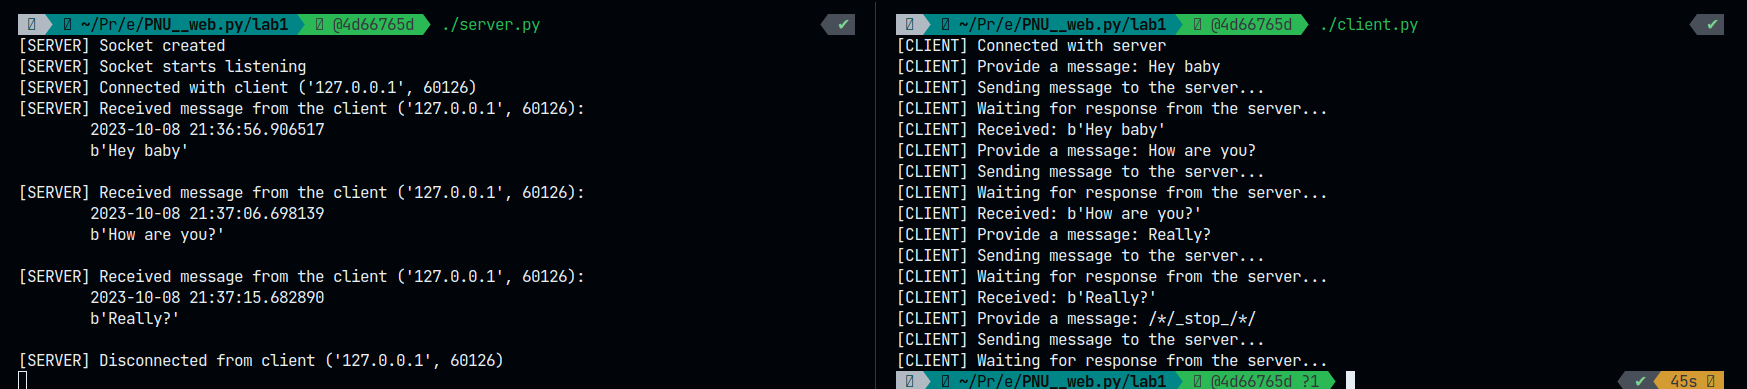 ~/Pr/e/PNU__web.py/lab1 @4d66765d ./server.py ✔
[SERVER] Socket created
[SERVER] Socket starts listening
[SERVER] Connected with client ('127.0.0.1', 60126)
[SERVER] Received message from the client ('127.0.0.1', 60126):
2023-10-08 21:36:56.906517
b'Hey baby'
[SERVER] Received message from the client ('127.0.0.1', 60126):
2023-10-08 21:37:06.698139
b'How are you?'
[SERVER] Received message from the client ('127.0.0.1', 60126):
2023-10-08 21:37:15.682890
b'Really?'
[SERVER] Disconnected from client ('127.0.0.1', 60126)
~/Pr/e/PNU__web.py/lab1 @4d66765d ./client.py ✔
[CLIENT] Connected with server
[CLIENT] Provide a message: Hey baby
[CLIENT] Sending message to the server...
[CLIENT] Waiting for response from the server...
[CLIENT] Received: b'Hey baby'
[CLIENT] Provide a message: How are you?
[CLIENT] Sending message to the server...
[CLIENT] Waiting for response from the server...
[CLIENT] Received: b'How are you?'
[CLIENT] Provide a message: Really?
[CLIENT] Sending message to the server...
[CLIENT] Waiting for response from the server...
[CLIENT] Received: b'Really?'
[CLIENT] Provide a message: /*/_stop_/*/
[CLIENT] Sending message to the server...
[CLIENT] Waiting for response from the server...
~/Pr/e/PNU__web.py/lab1 @4d66765d ?1 ✔ 45s